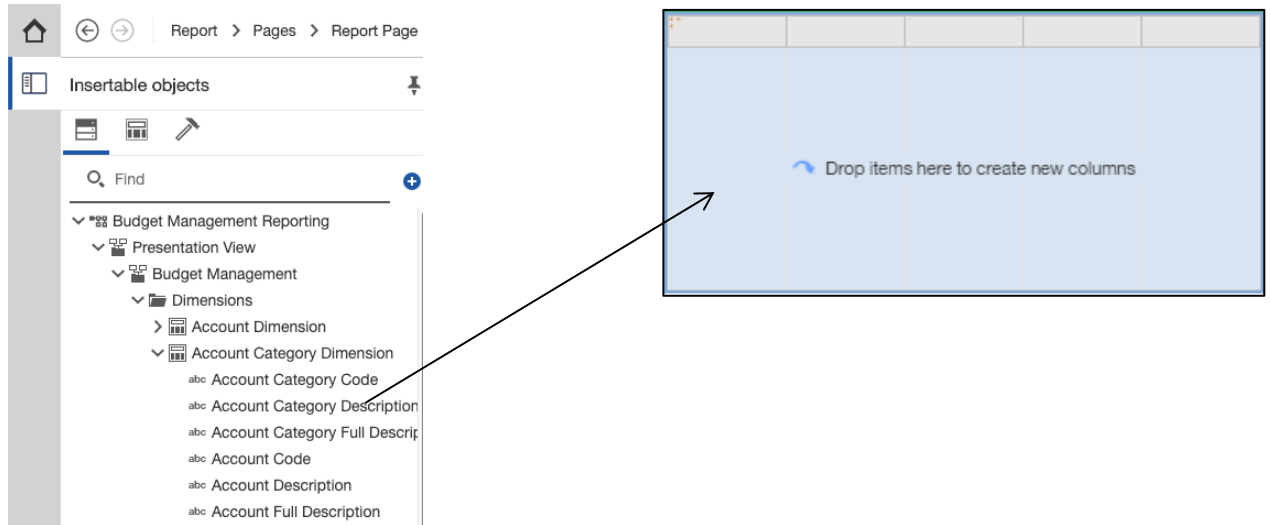 Report > Pages > Report Page
Insertable objects
Find
Budget Management Reporting
Presentation View
Budget Management
Dimensions
Account Dimension
Account Category Dimension
abc Account Category Code
abc Account Category Description
abc Account Category Full Descrip
abc Account Code
abc Account Description
abc Account Full Description
Drop items here to create new columns